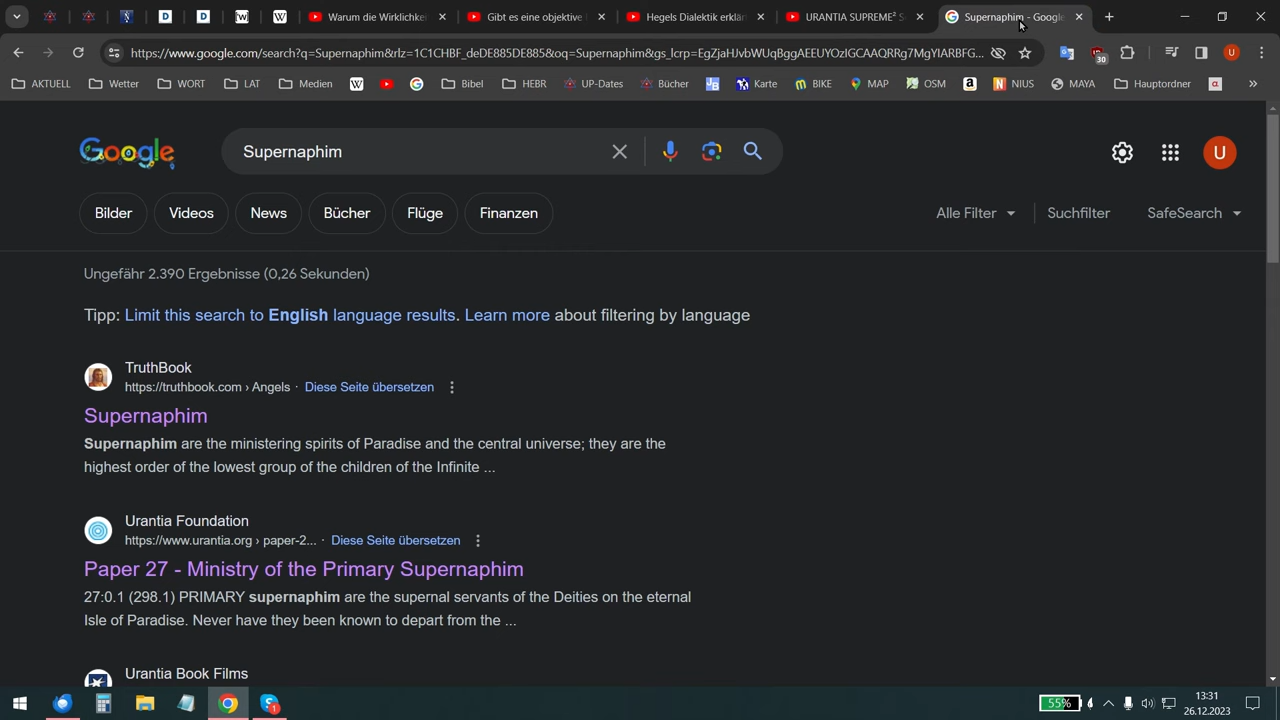 Warum die Wirklichke
Gibt es eine objektive
Hegels Dialektik erklär
URANTIA SUPREME² S
Supernaphim - Google
https://www.google.com/search?q=Supernaphim&rlz=1C1CHBF_deDE885DE885&oq=Supernaphim&gs_lcrp=EgZjaHJvbWUqBggAEEUYOzIGCAAQRRg7MgYIARBFG...
30
U
AKTUELL Wetter WORT LAT Medien W Bibel HEBR UP-Dates Bücher Karte BIKE MAP OSM a NIUS MAYA Hauptordner α »
Google
Supernaphim
U
Bilder Videos News Bücher Flüge Finanzen Alle Filter Suchfilter SafeSearch
Ungefähr 2.390 Ergebnisse (0,26 Sekunden)
Tipp: Limit this search to English language results. Learn more about filtering by language
TruthBook
https://truthbook.com › Angels · Diese Seite übersetzen
Supernaphim
Supernaphim are the ministering spirits of Paradise and the central universe; they are the
highest order of the lowest group of the children of the Infinite ...
Urantia Foundation
https://www.urantia.org › paper-2... · Diese Seite übersetzen
Paper 27 - Ministry of the Primary Supernaphim
27:0.1 (298.1) PRIMARY supernaphim are the supernal servants of the Deities on the eternal
Isle of Paradise. Never have they been known to depart from the ...
Urantia Book Films
55%
13:31
26.12.2023